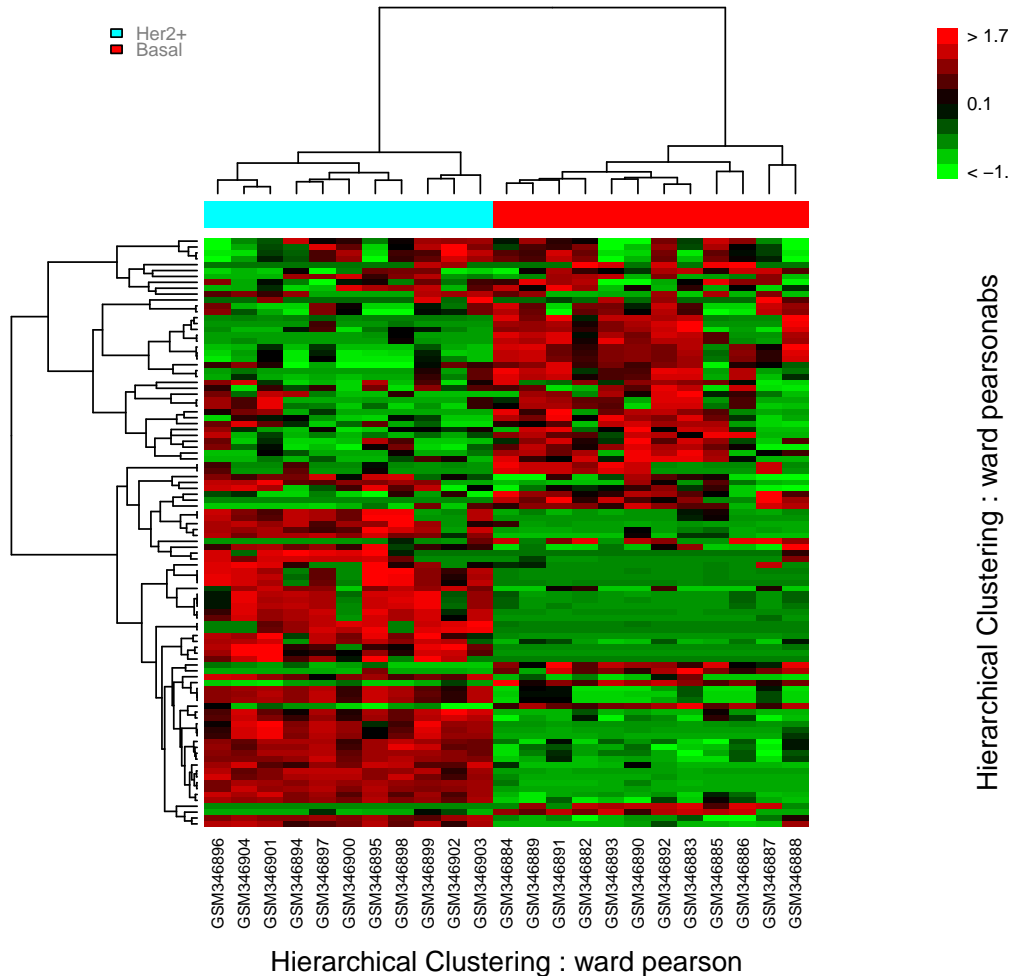 Her2+
Basal
> 1.7
0.1
< −1.
Hierarchical Clustering : ward pearsonabs
GSM346896
GSM346904
GSM346901
GSM346894
GSM346897
GSM346900
GSM346895
GSM346898
GSM346899
GSM346902
GSM346903
GSM346884
GSM346889
GSM346891
GSM346882
GSM346893
GSM346890
GSM346892
GSM346883
GSM346885
GSM346886
GSM346887
GSM346888
Hierarchical Clustering : ward pearson